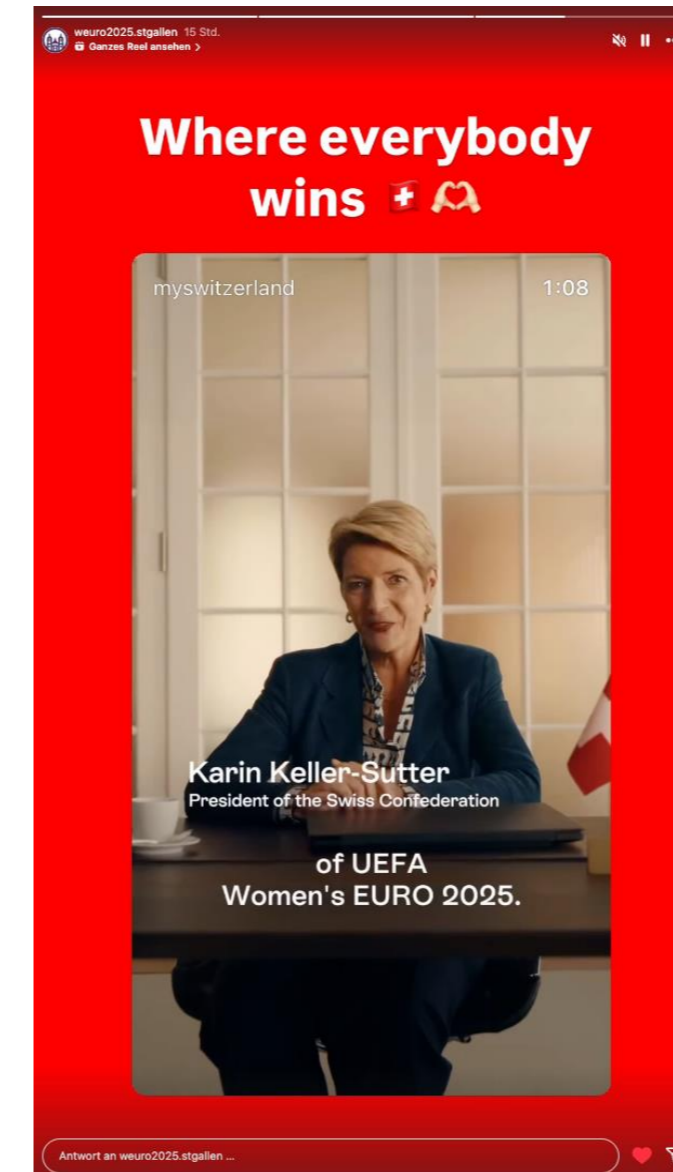 weuro2025.stgallen 15 Std.
Ganzes Reel ansehen >
Where everybody
wins 🇨🇭 🫶🏻
myswitzerland 1:08
Karin Keller-Sutter
President of the Swiss Confederation
of UEFA
Women's EURO 2025.
Antwort an weuro2025.stgallen ...